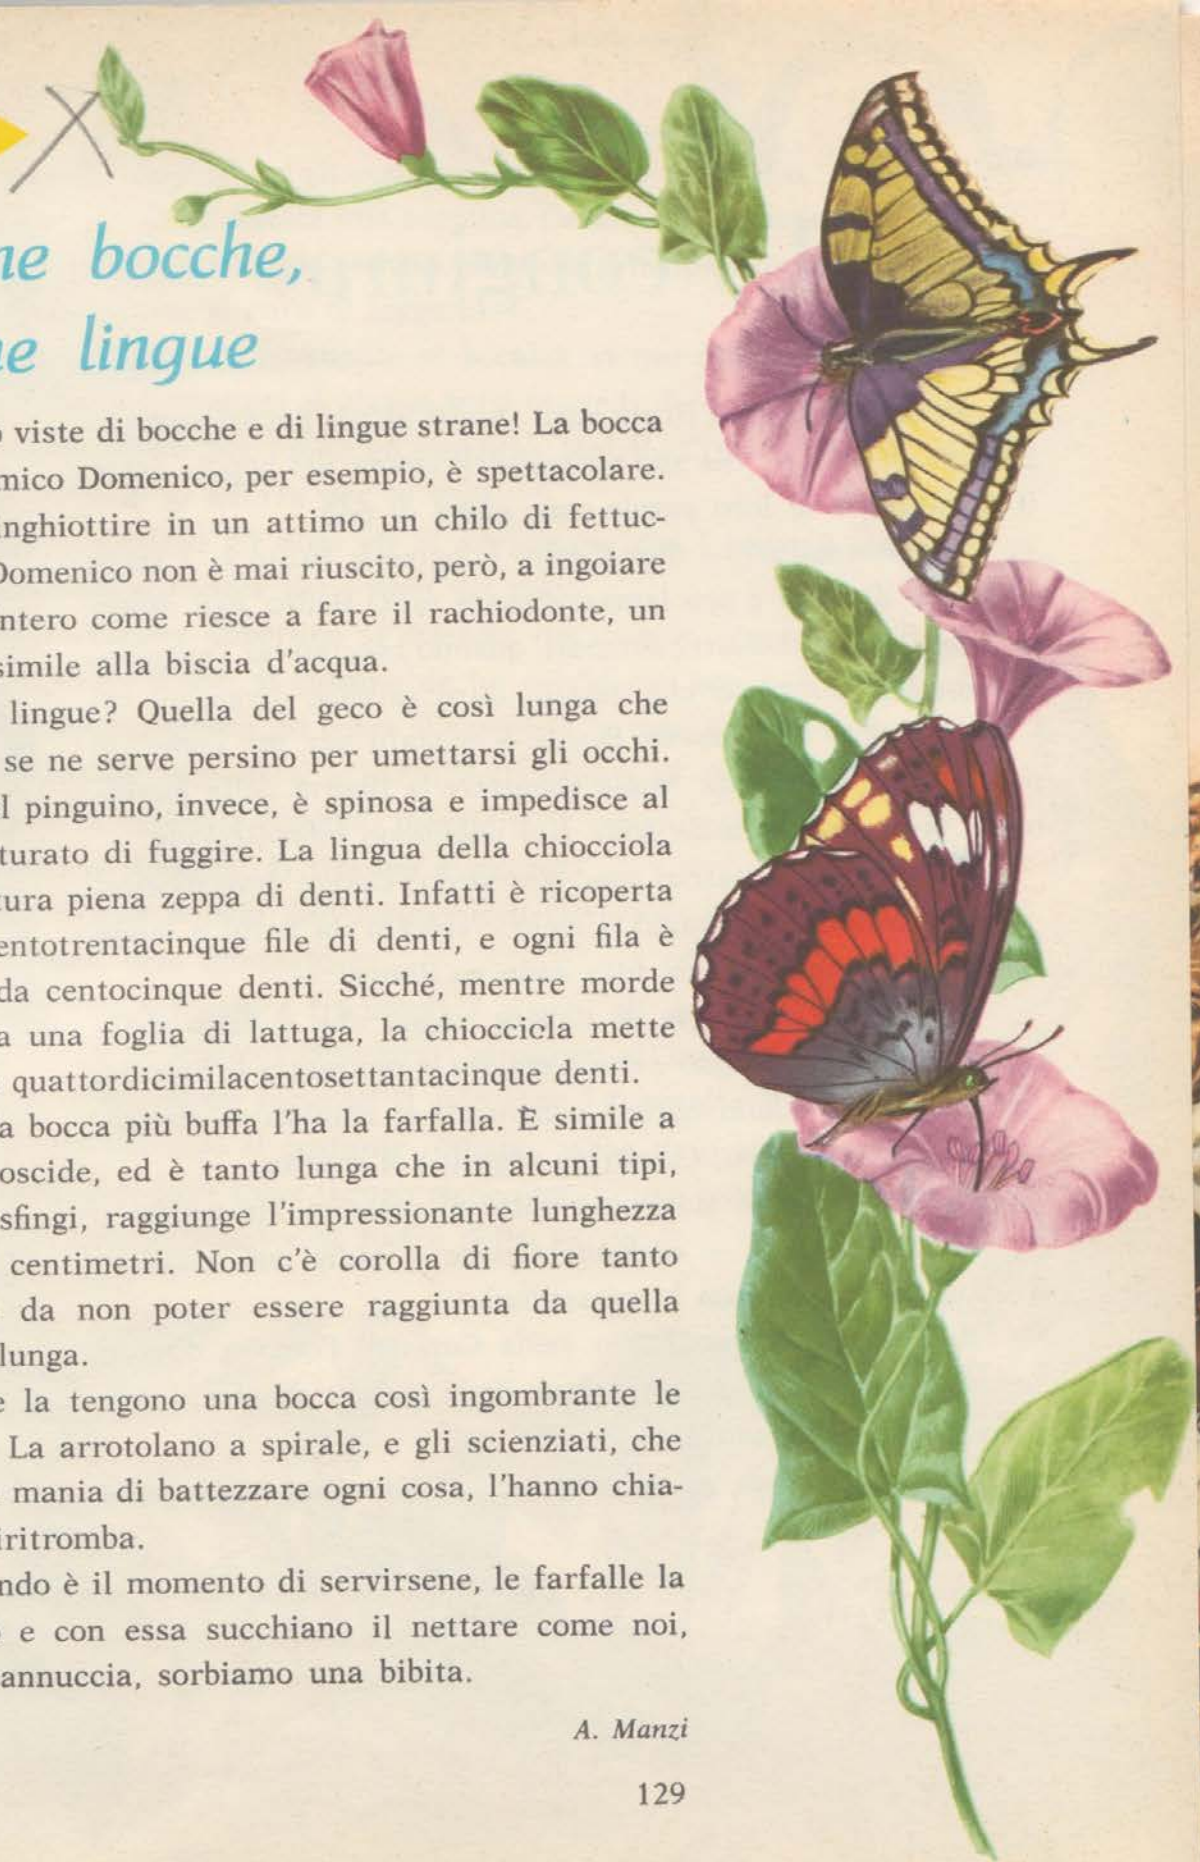 ne bocche,
ne lingue
o viste di bocche e di lingue strane! La bocca
mico Domenico, per esempio, è spettacolare.
inghiottire in un attimo un chilo di fettuc-
Domenico non è mai riuscito, però, a ingoiare
ntero come riesce a fare il rachiodonte, un
simile alla biscia d'acqua.
lingue? Quella del geco è così lunga che
se ne serve persino per umettarsi gli occhi.
l pinguino, invece, è spinosa e impedisce al
turato di fuggire. La lingua della chiocciola
tura piena zeppa di denti. Infatti è ricoperta
entotrentacinque file di denti, e ogni fila è
da centocinque denti. Sicché, mentre morde
a una foglia di lattuga, la chiocciola mette
quattordicimilacentosettantacinque denti.
a bocca più buffa l'ha la farfalla. È simile a
oscide, ed è tanto lunga che in alcuni tipi,
sfingi, raggiunge l'impressionante lunghezza
centimetri. Non c'è corolla di fiore tanto
da non poter essere raggiunta da quella
lunga.
e la tengono una bocca così ingombrante le
La arrotolano a spirale, e gli scienziati, che
mania di battezzare ogni cosa, l'hanno chia-
iritromba.
ndo è il momento di servirsene, le farfalle la
e con essa succhiano il nettare come noi,
annuccia, sorbiamo una bibita.
A. Manzi
129